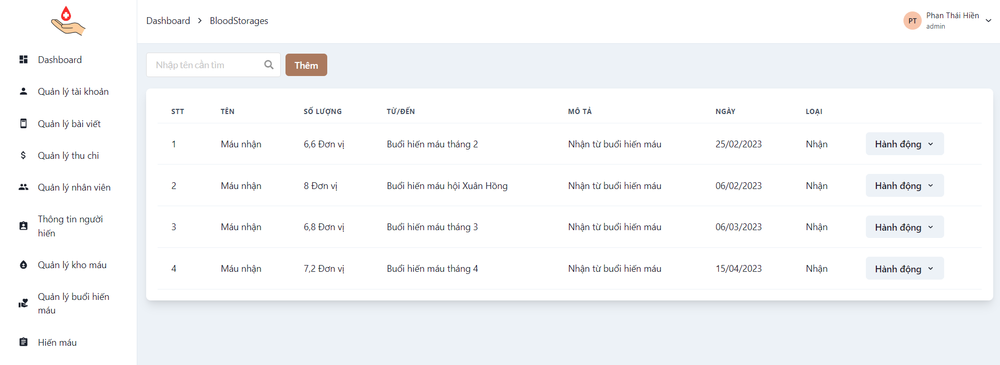 Dashboard
Quản lý tài khoản
Quản lý bài viết
Quản lý thu chi
Quản lý nhân viên
Thông tin người
hiến
Quản lý kho máu
Quản lý buổi hiến
máu
Hiến máu
Dashboard > BloodStorages
PT
Phan Thái Hiền
admin
Nhập tên cần tìm
Thêm
STT TÊN SỐ LƯỢNG TỪ/ĐẾN MÔ TẢ NGÀY LOẠI
1 Máu nhận 6,6 Đơn vị Buổi hiến máu tháng 2 Nhận từ buổi hiến máu 25/02/2023 Nhận Hành động
2 Máu nhận 8 Đơn vị Buổi hiến máu hội Xuân Hồng Nhận từ buổi hiến máu 06/02/2023 Nhận Hành động
3 Máu nhận 6,8 Đơn vị Buổi hiến máu tháng 3 Nhận từ buổi hiến máu 06/03/2023 Nhận Hành động
4 Máu nhận 7,2 Đơn vị Buổi hiến máu tháng 4 Nhận từ buổi hiến máu 15/04/2023 Nhận Hành động